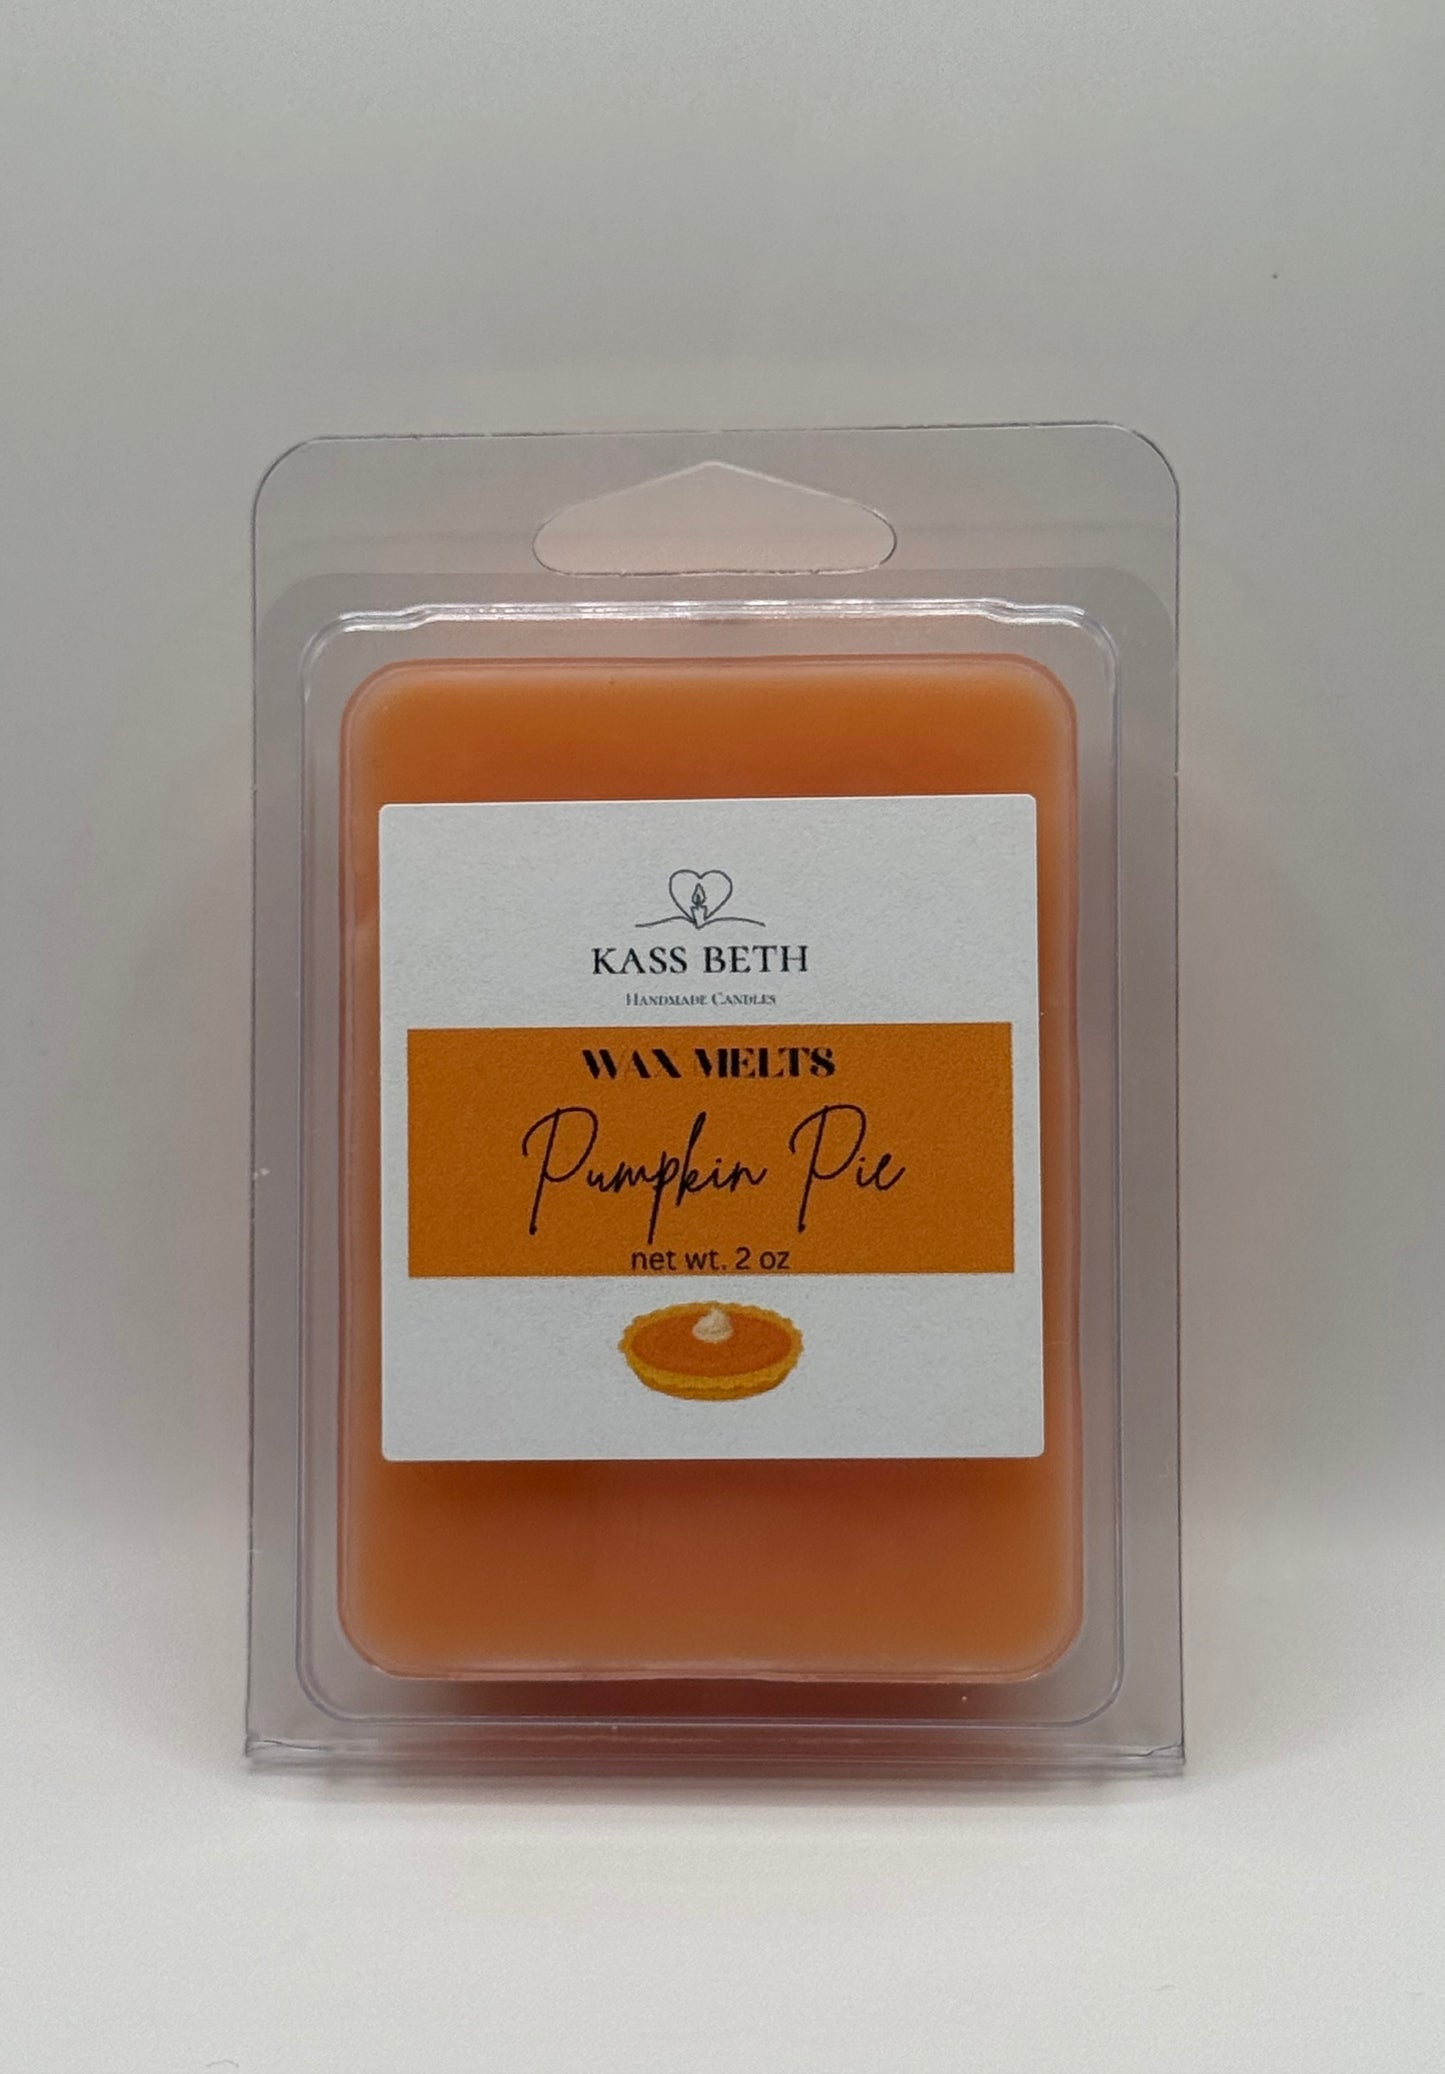 KASS BETH
HANDMADE CANDLES
WAX MELTS
Pumpkin Pie
net wt. 2 oz